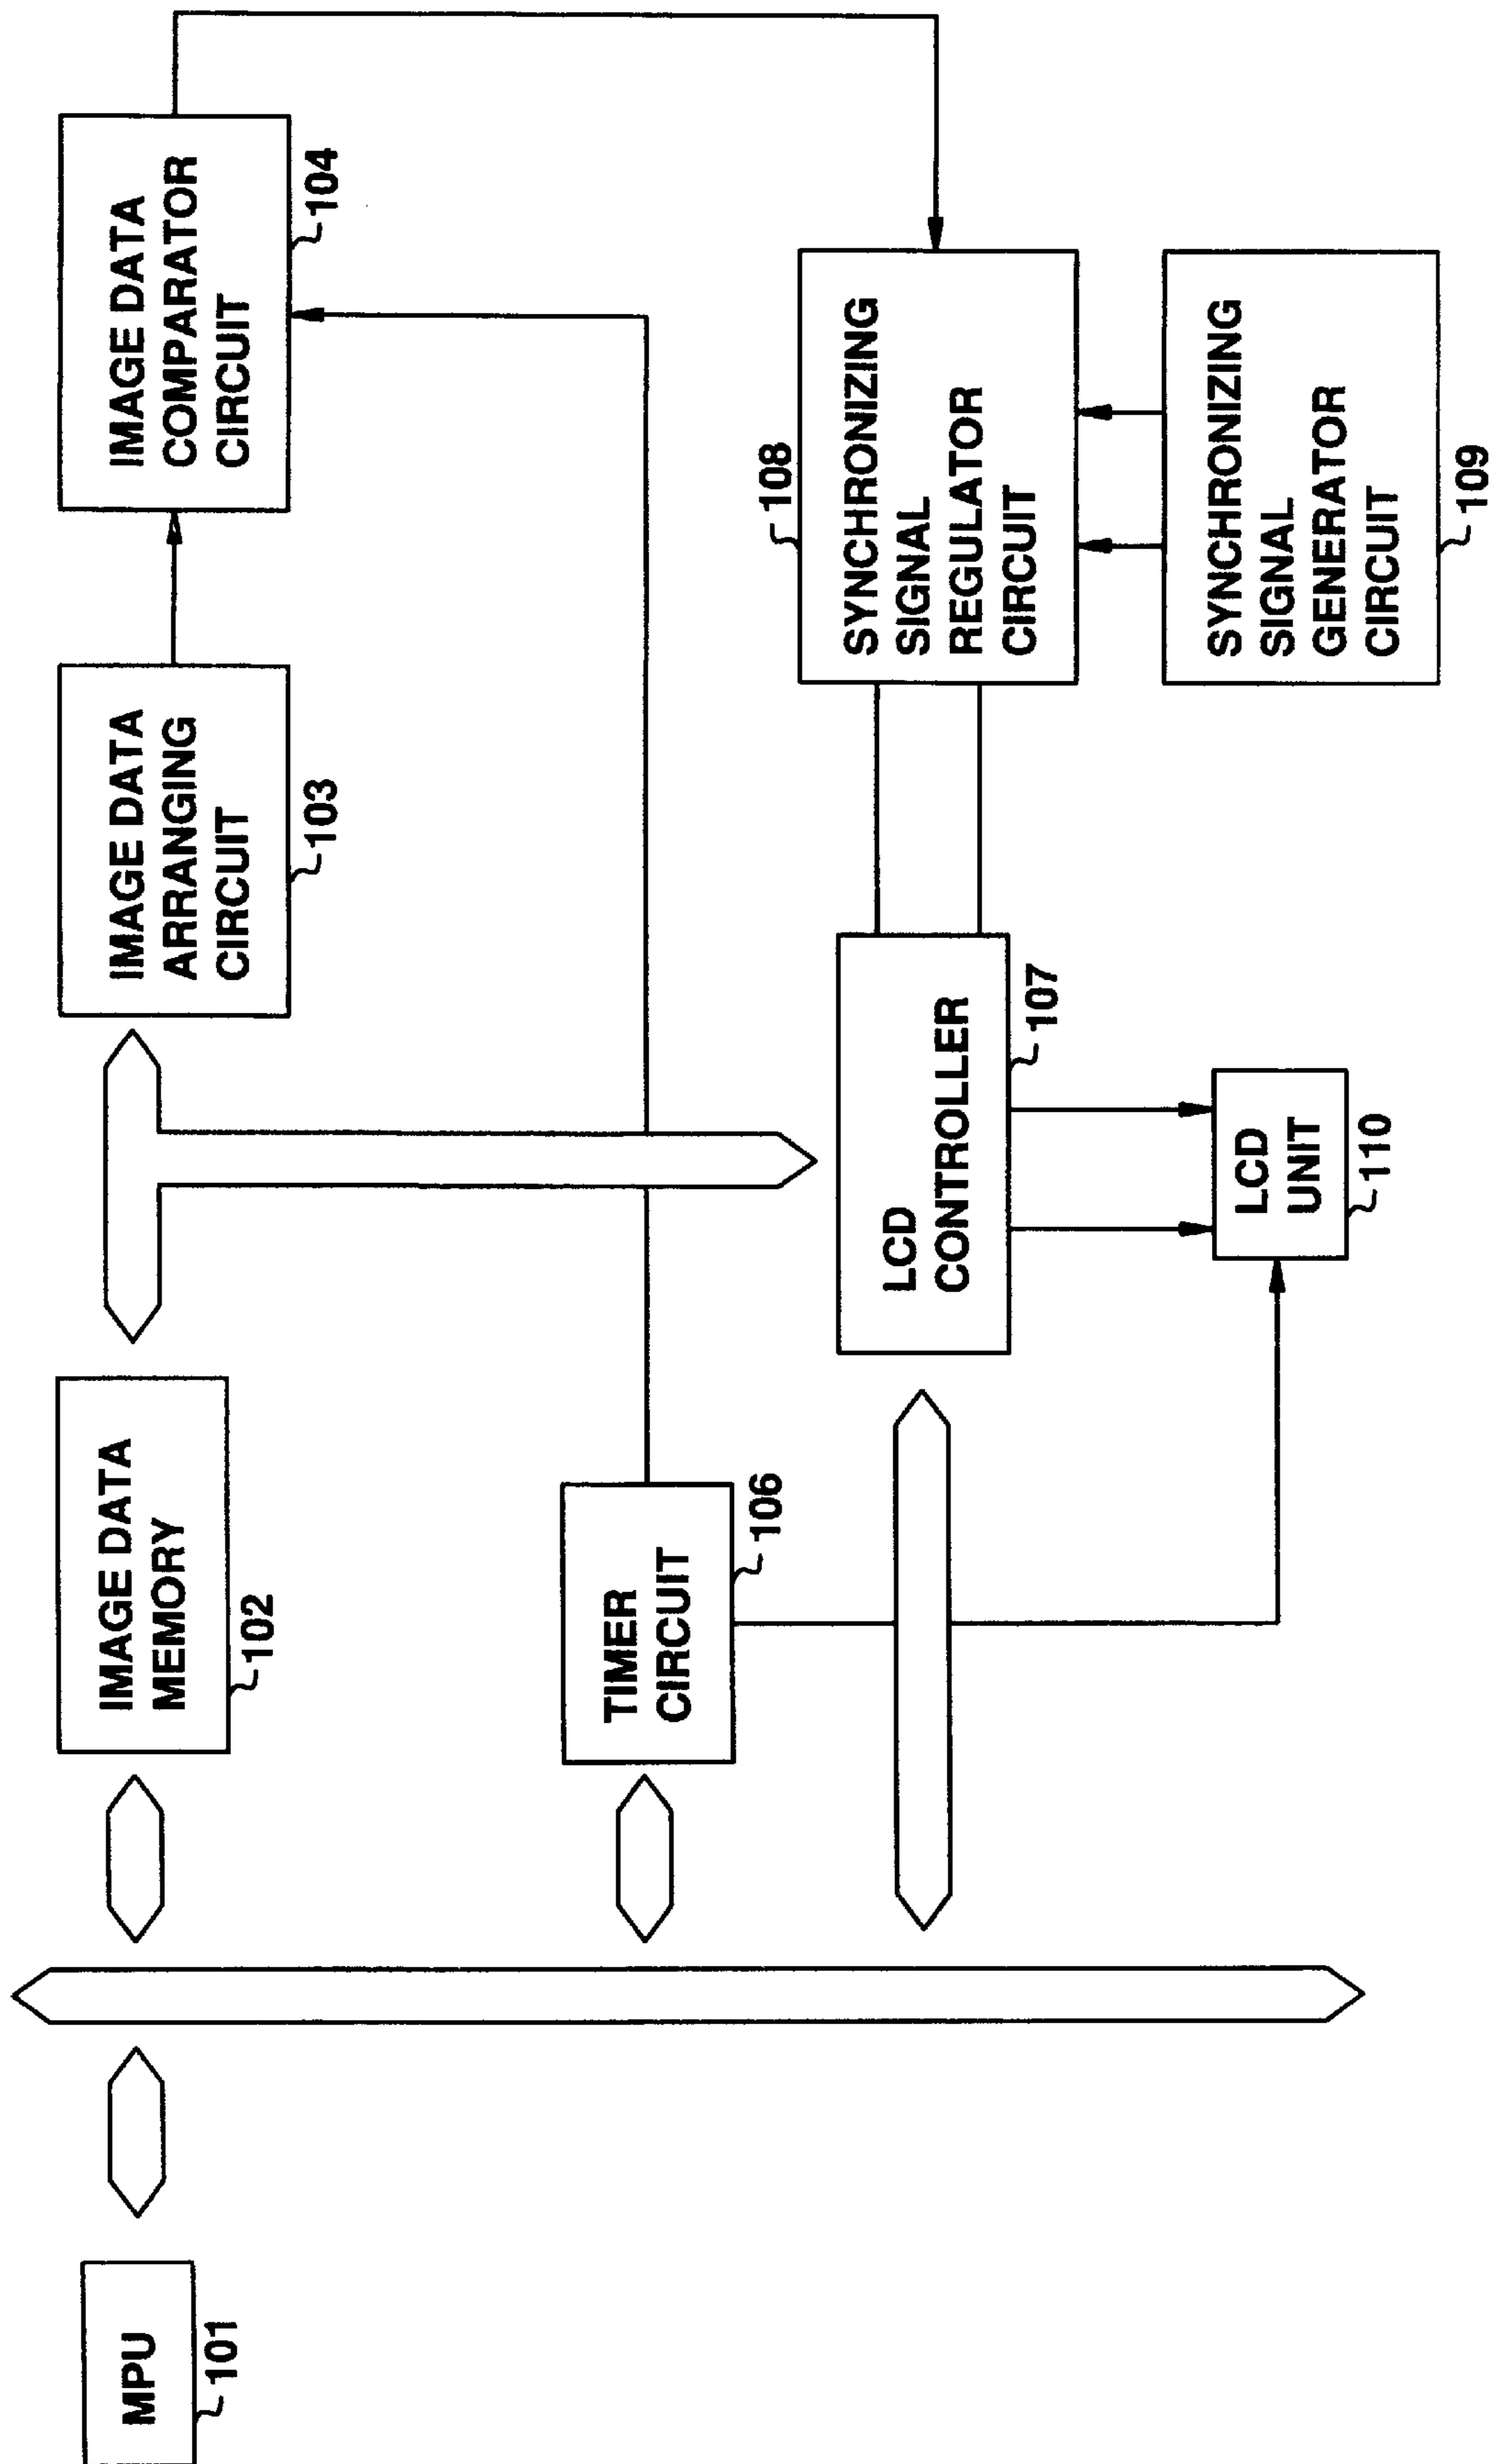 MPU
101
IMAGE DATA
MEMORY
102
IMAGE DATA
ARRANGING
CIRCUIT
103
IMAGE DATA
COMPARATOR
CIRCUIT
104
TIMER
CIRCUIT
106
LCD
CONTROLLER
107
108
SYNCHRONIZING
SIGNAL
REGULATOR
CIRCUIT
SYNCHRONIZING
SIGNAL
GENERATOR
CIRCUIT
109
LCD
UNIT
110